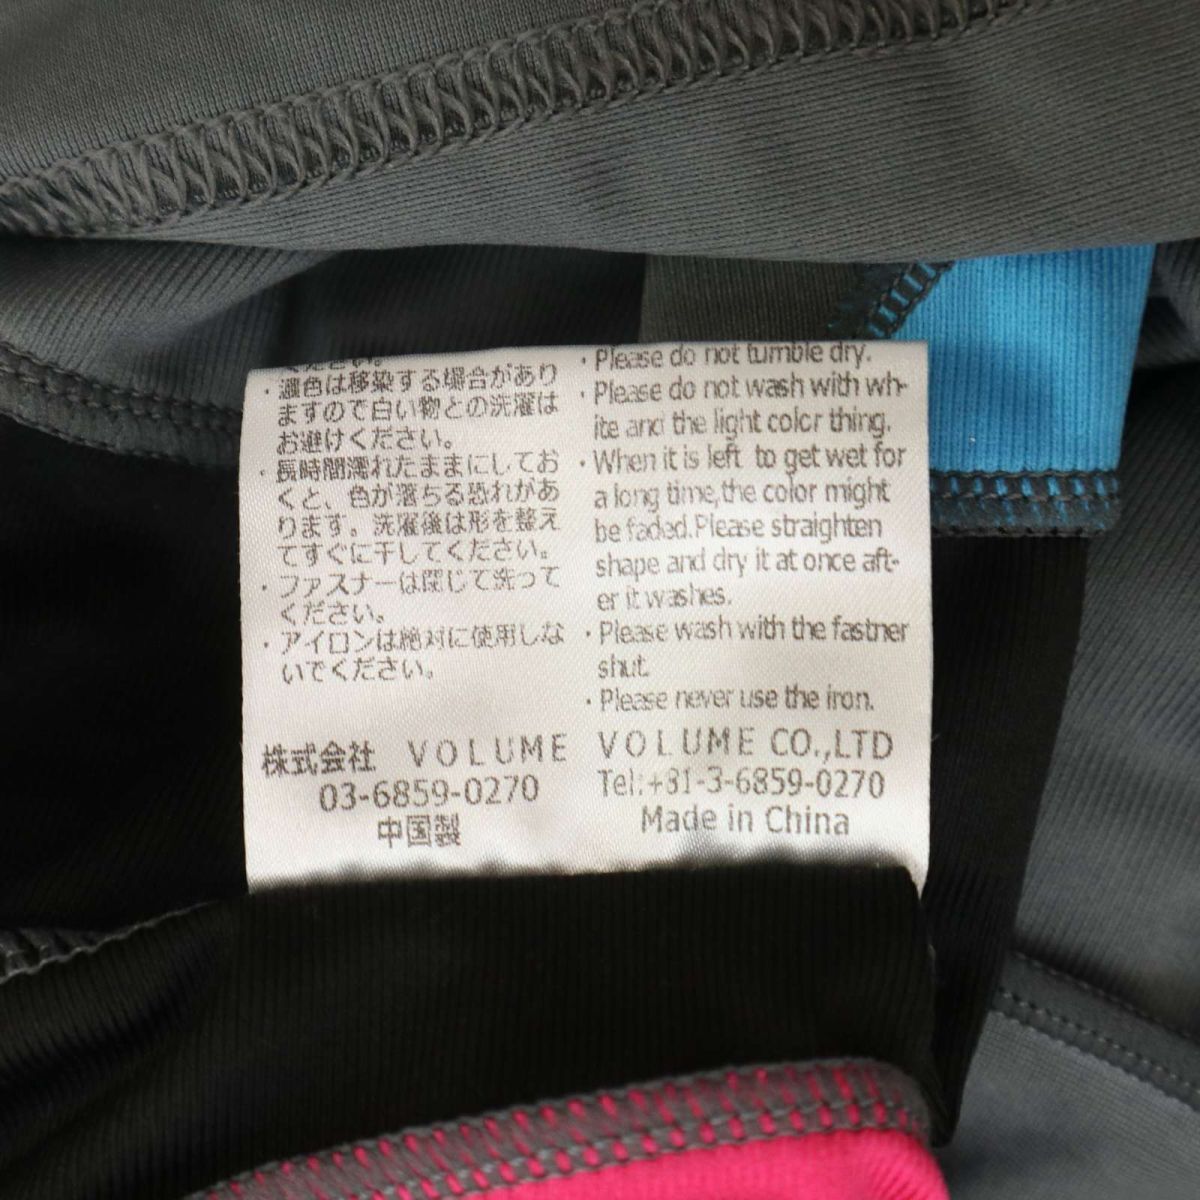 ください。
・濃色は移染する場合があり
ますので白い物との洗濯は
お避けください。
・長時間濡れたままにしてお
くと、色が落ちる恐れがあ
ります。洗濯後は形を整え
てすぐに干してください。
・ファスナーは閉じて洗って
ください。
・アイロンは絶対に使用しな
いでください。
株式会社 VOLUME
03-6859-0270
中国製
・Please do not tumble dry.
・Please do not wash with wh-
ite and the light color thing.
・When it is left to get wet for
a long time,the color might
be faded.Please straighten
shape and dry it at once aft-
er it washes.
・Please wash with the fastner
shut.
・Please never use the iron.
VOLUME CO.,LTD
Tel:+81-3-6859-0270
Made in China